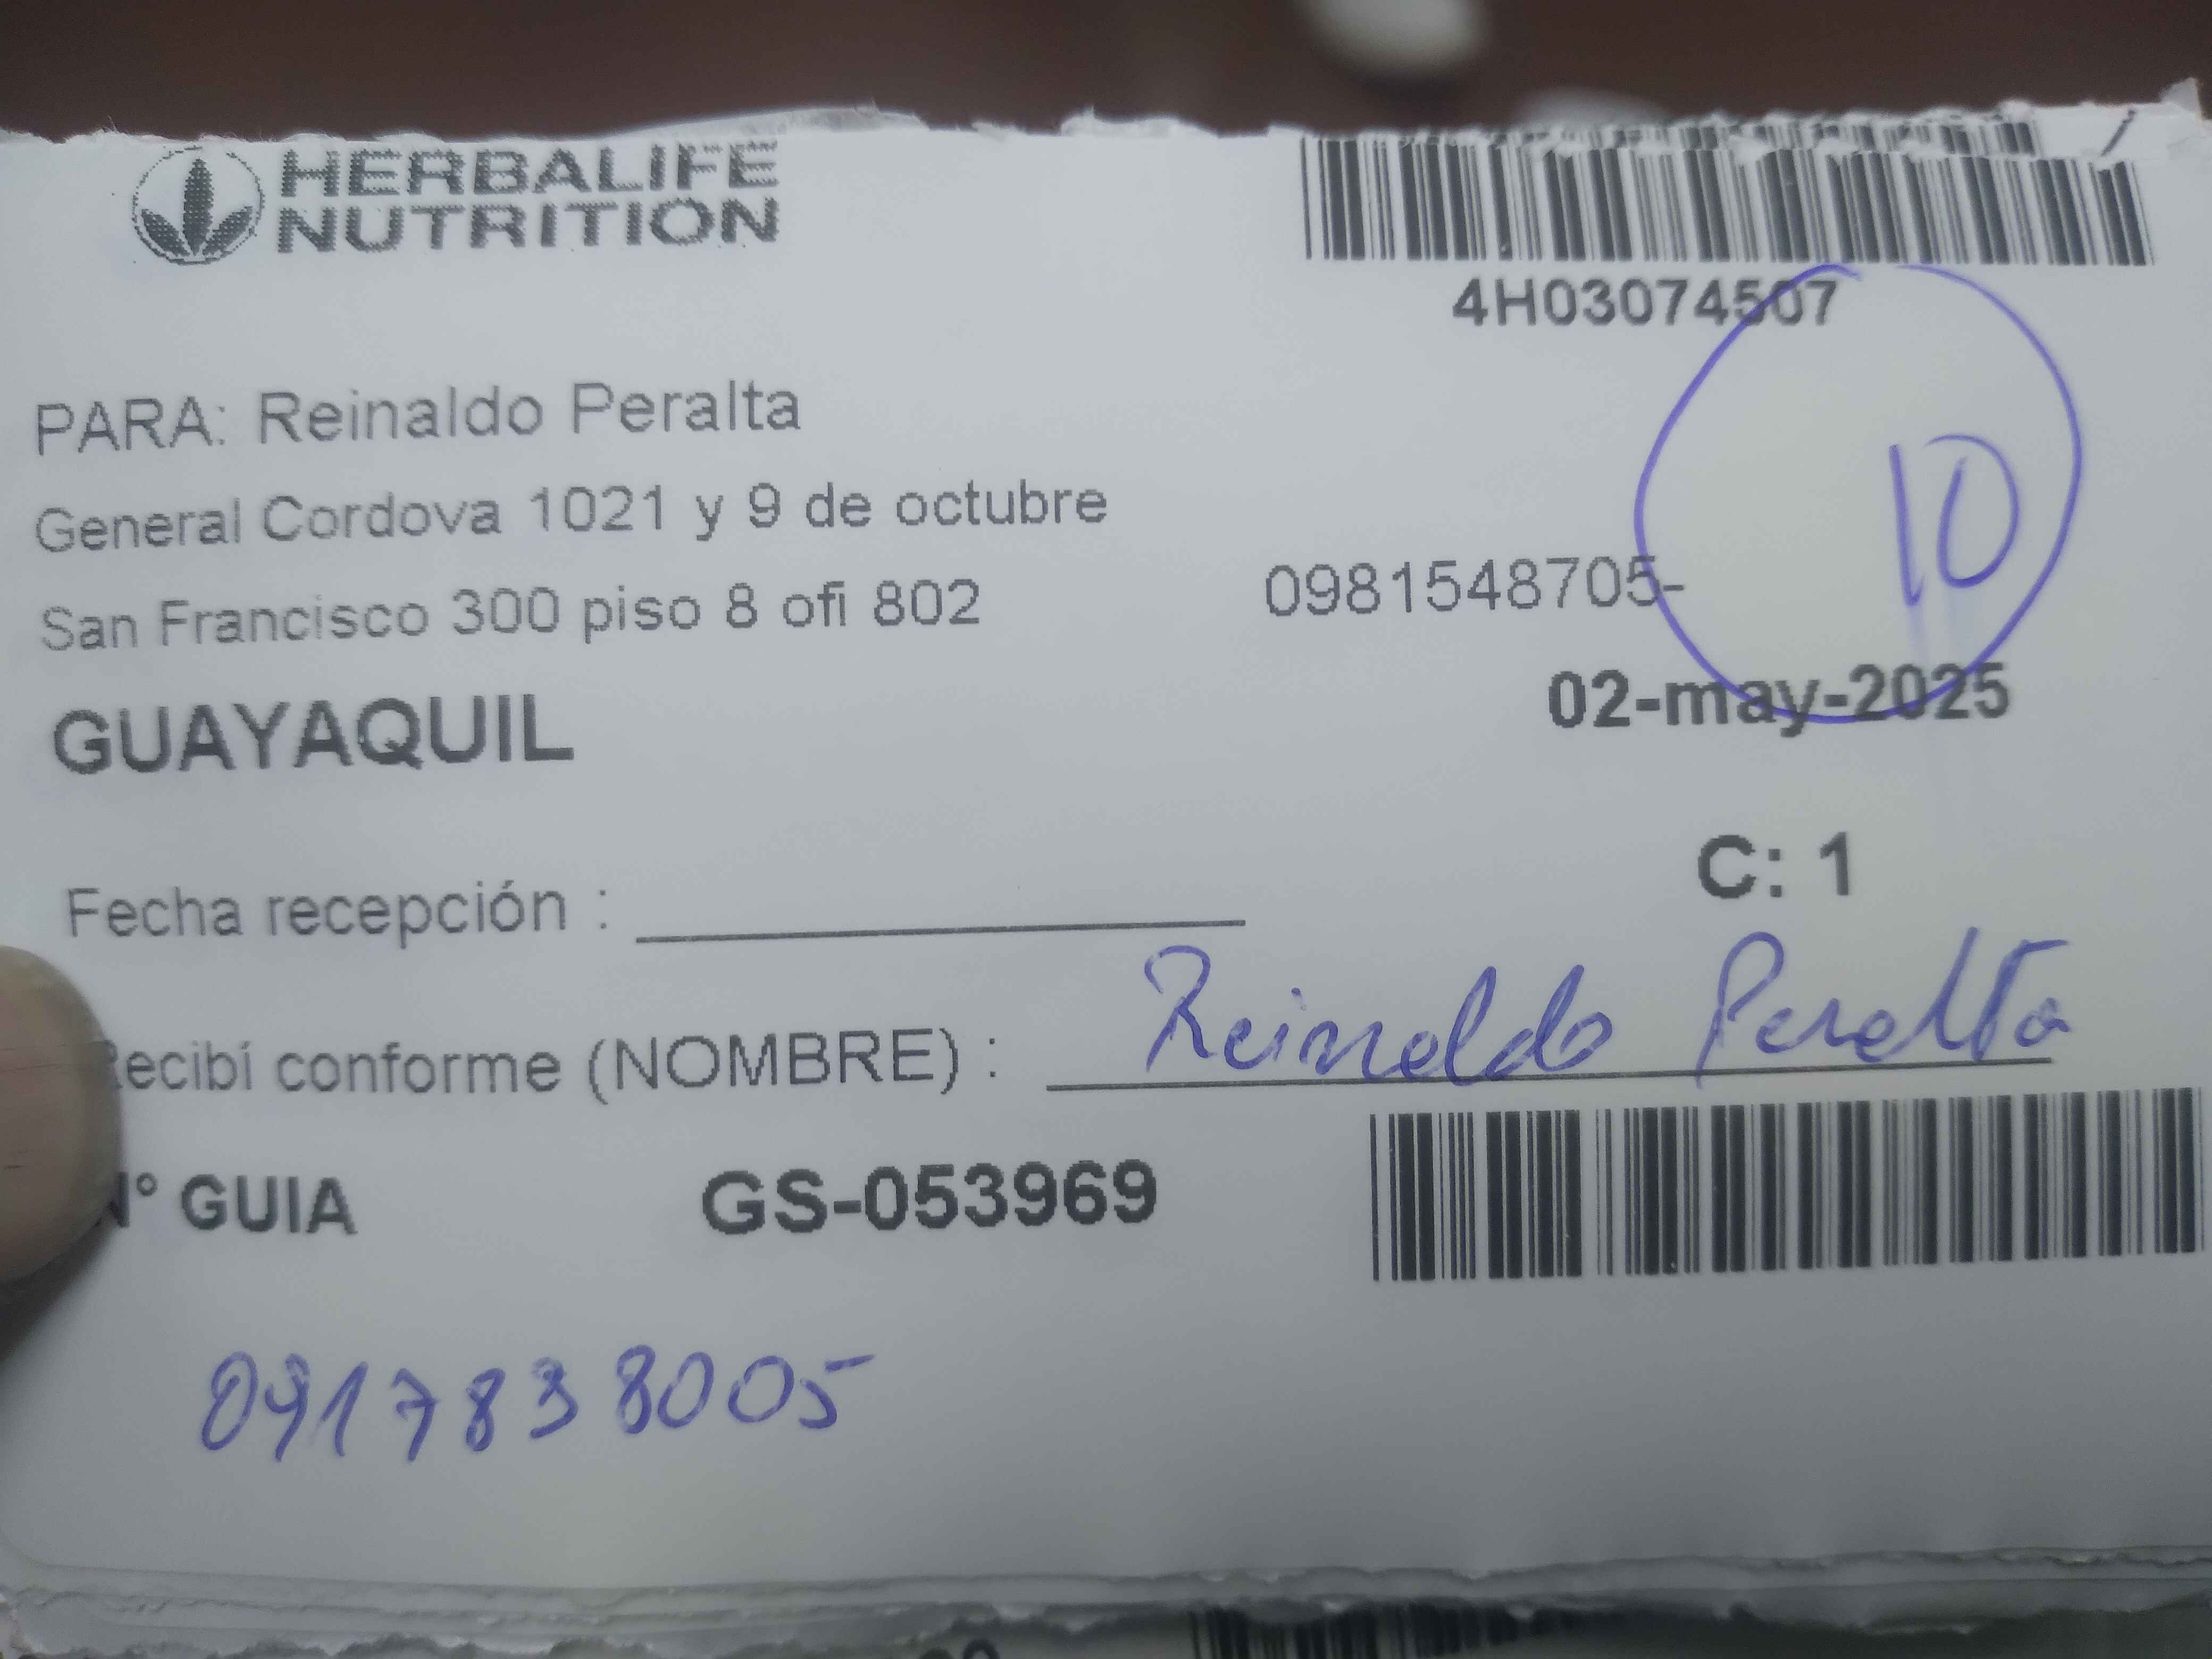 HERBALIFE
NUTRITION
4H03074507
PARA: Reinaldo Peralta
10
General Cordova 1021 y 9 de octubre
San Francisco 300 piso 8 ofi 802
0981548705-
GUAYAQUIL
02-may-2025
C: 1
Fecha recepción :
Recibí conforme (NOMBRE) : Reinaldo Peralta
N° GUIA GS-053969
0917838005